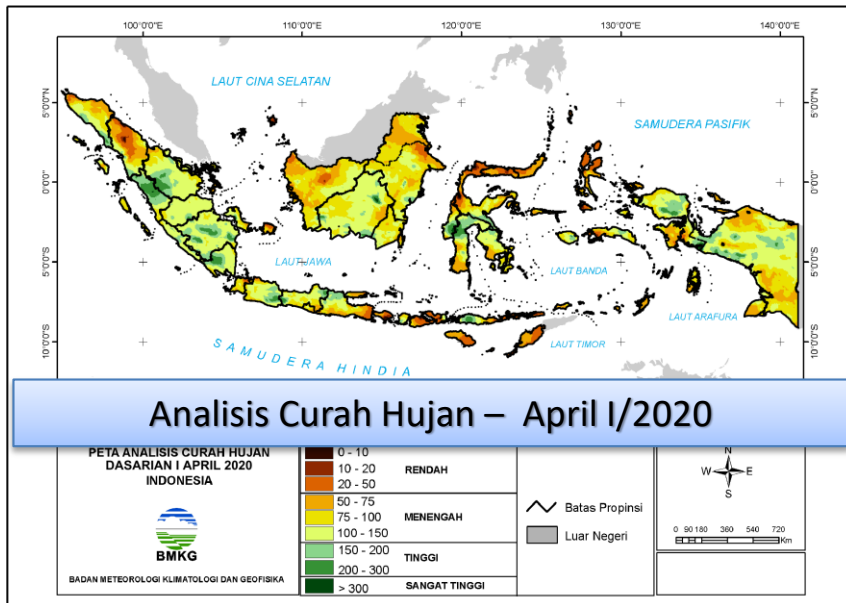 100°0'0"E 110°0'0"E 120°0'0"E 130°0'0"E 140°0'0"E
LAUT CINA SELATAN
5°0'0"N 5°0'0"N
SAMUDERA PASIFIK
0°0'0" 0°0'0"
5°0'0"S LAUT JAWA LAUT BANDA 5°0'0"S
LAUT ARAFURA
10°0'0"S LAUT TIMOR 10°0'0"S
SAMUDERA HINDIA
Analisis Curah Hujan – April I/2020
PETA ANALISIS CURAH HUJAN
DASARIAN I APRIL 2020
INDONESIA
BMKG
BADAN METEOROLOGI KLIMATOLOGI DAN GEOFISIKA
0 - 10
10 - 20 RENDAH
20 - 50
50 - 75
75 - 100 MENENGAH
100 - 150
150 - 200 TINGGI
200 - 300
> 300 SANGAT TINGGI
Batas Propinsi
Luar Negeri
N
W E
S
0 90 180 360 540 720
Km